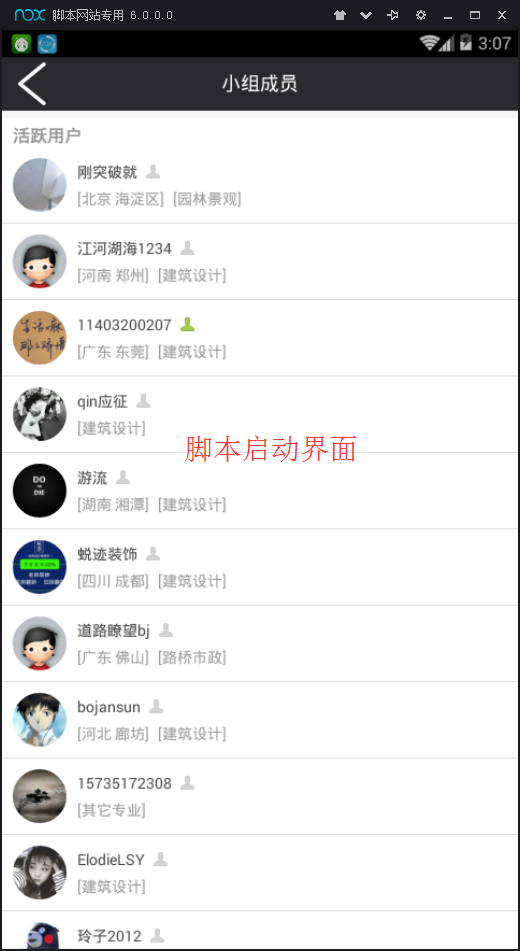 nox 脚本网站专用 6.0.0.0
3:07
小组成员
活跃用户
刚突破就
[北京 海淀区] [园林景观]
江河湖海1234
[河南 郑州] [建筑设计]
11403200207
[广东 东莞] [建筑设计]
qin应征
[建筑设计]
脚本启动界面
DO
OR
DIE
游流
[湖南 湘潭] [建筑设计]
蜕迹装饰
[四川 成都] [建筑设计]
道路瞭望bj
[广东 佛山] [路桥市政]
bojansun
[河北 廊坊] [建筑设计]
15735172308
[其它专业]
ElodieLSY
[建筑设计]
玲子2012